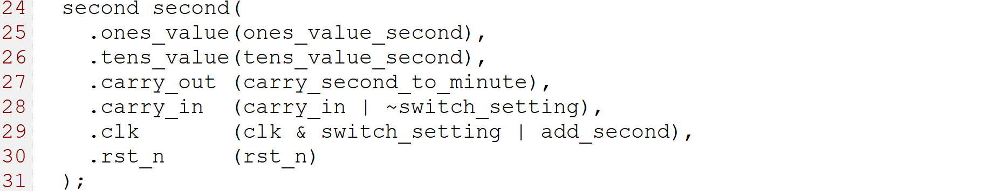 24 second second(
25 .ones_value(ones_value_second),
26 .tens_value(tens_value_second),
27 .carry_out (carry_second_to_minute),
28 .carry_in (carry_in | ~switch_setting),
29 .clk (clk & switch_setting | add_second),
30 .rst_n (rst_n)
31 );